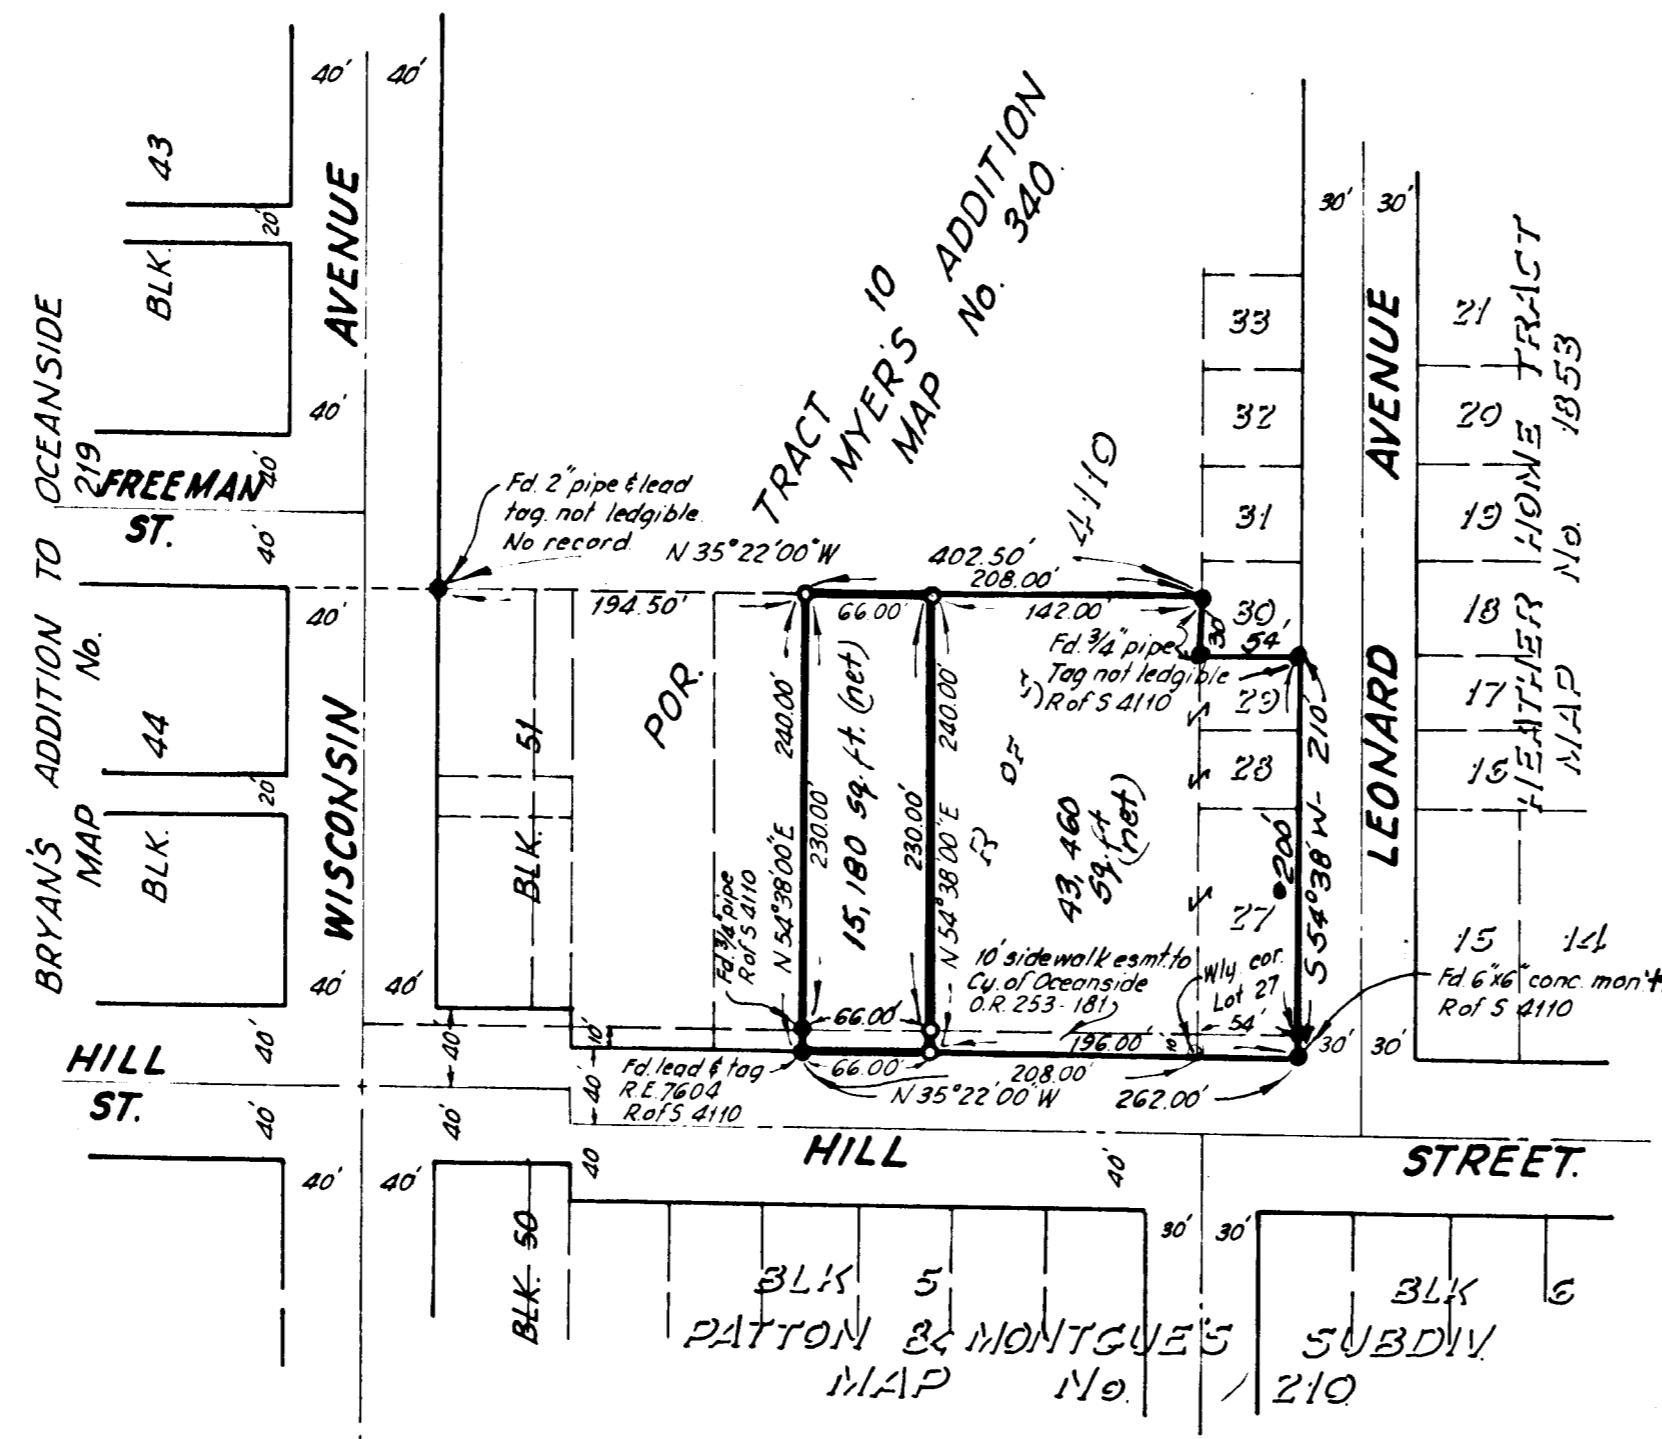 40' 40'
43
BLK.
20'
AVENUE
40'
BRYAN'S ADDITION TO OCEANSIDE
MAP No. 219
FREEMAN
ST.
40'
40'
40'
44
BLK.
20'
WISCONSIN
40' 40'
HILL
ST.
40'
40'
40' 40'
40'
40'
Fd. 2" pipe & lead
tag. not ledgible.
No record.
TRACT 10
MYER'S ADDITION
MAP No. 340.
N 35°22'00" W
402.50'
208.00'
194.50'
66.00'
142.00'
4110
R OF S
POR.
BLK. 51
240.00'
230.00'
N 54°38'00"E
15,180 sq. ft. (net)
240.00'
230.00'
N 54°38'00"E
43,460
sq. ft
(net)
Fd. 3/4" pipe
R of S 4110
Fd. 3/4" pipe
Tag not ledgible
R of S 4110
30'
54'
33
32
31
30
29
28
27
200'
S 54°38' W - 210'
30' 30'
LEONARD AVENUE
21
20
19
18
17
16
15
14
HEATHER HOME TRACT
MAP No. 1853
10' sidewalk esmt. to
Cy. of Oceanside
O.R. 253-181
Wly. cor.
Lot 27
54'
Fd. 6"x6" conc. mon't.
R of S 4110
10'
40'
66.00'
196.00'
10'
30' 30'
Fd. lead & tag
R.E. 7604
R of S. 4110
66.00'
208.00'
N 35°22'00" W
262.00'
HILL STREET.
40
40'
BLK. 50
30' 30'
BLK 5
PATTON & MONTGUE'S SUBDIV.
MAP No. 210
BLK 6